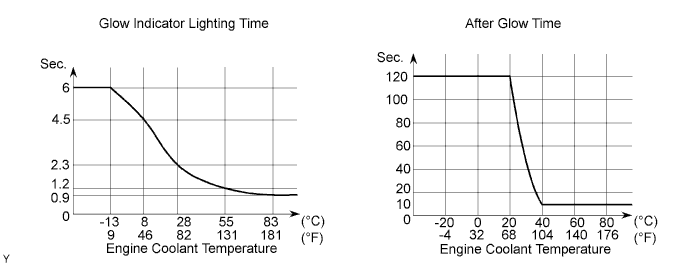 Glow Indicator Lighting Time
Sec.
6
4.5
2.3
1.2
0.9
0
-13 8 28 55 83 (°C)
9 46 82 131 181 (°F)
Engine Coolant Temperature
After Glow Time
Sec.
120
100
80
60
40
20
10
0
-20 0 20 40 60 80 (°C)
-4 32 68 104 140 176 (°F)
Engine Coolant Temperature
Y